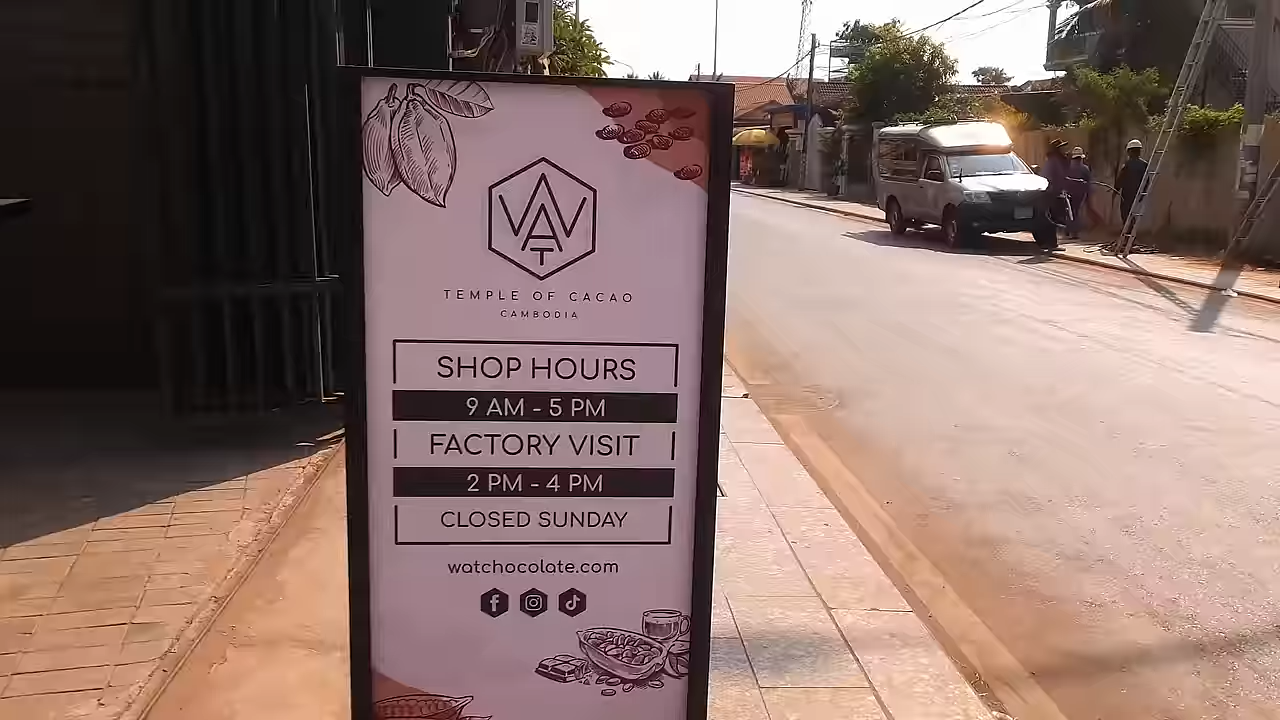 WAT
TEMPLE OF CACAO
CAMBODIA
SHOP HOURS
9 AM - 5 PM
FACTORY VISIT
2 PM - 4 PM
CLOSED SUNDAY
watchocolate.com